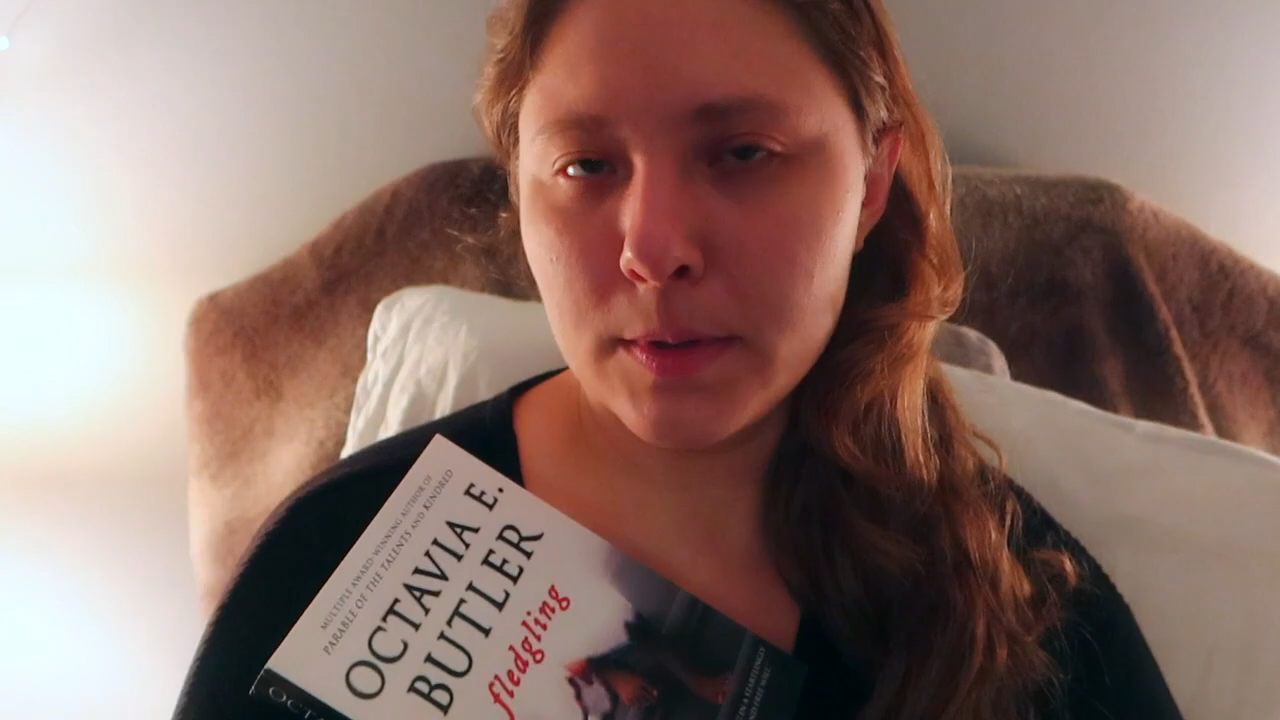 MULTIPLE AWARD-WINNING AUTHOR OF
PARABLE OF THE TALENTS AND KINDRED
OCTAVIA E.
BUTLER
fledgling